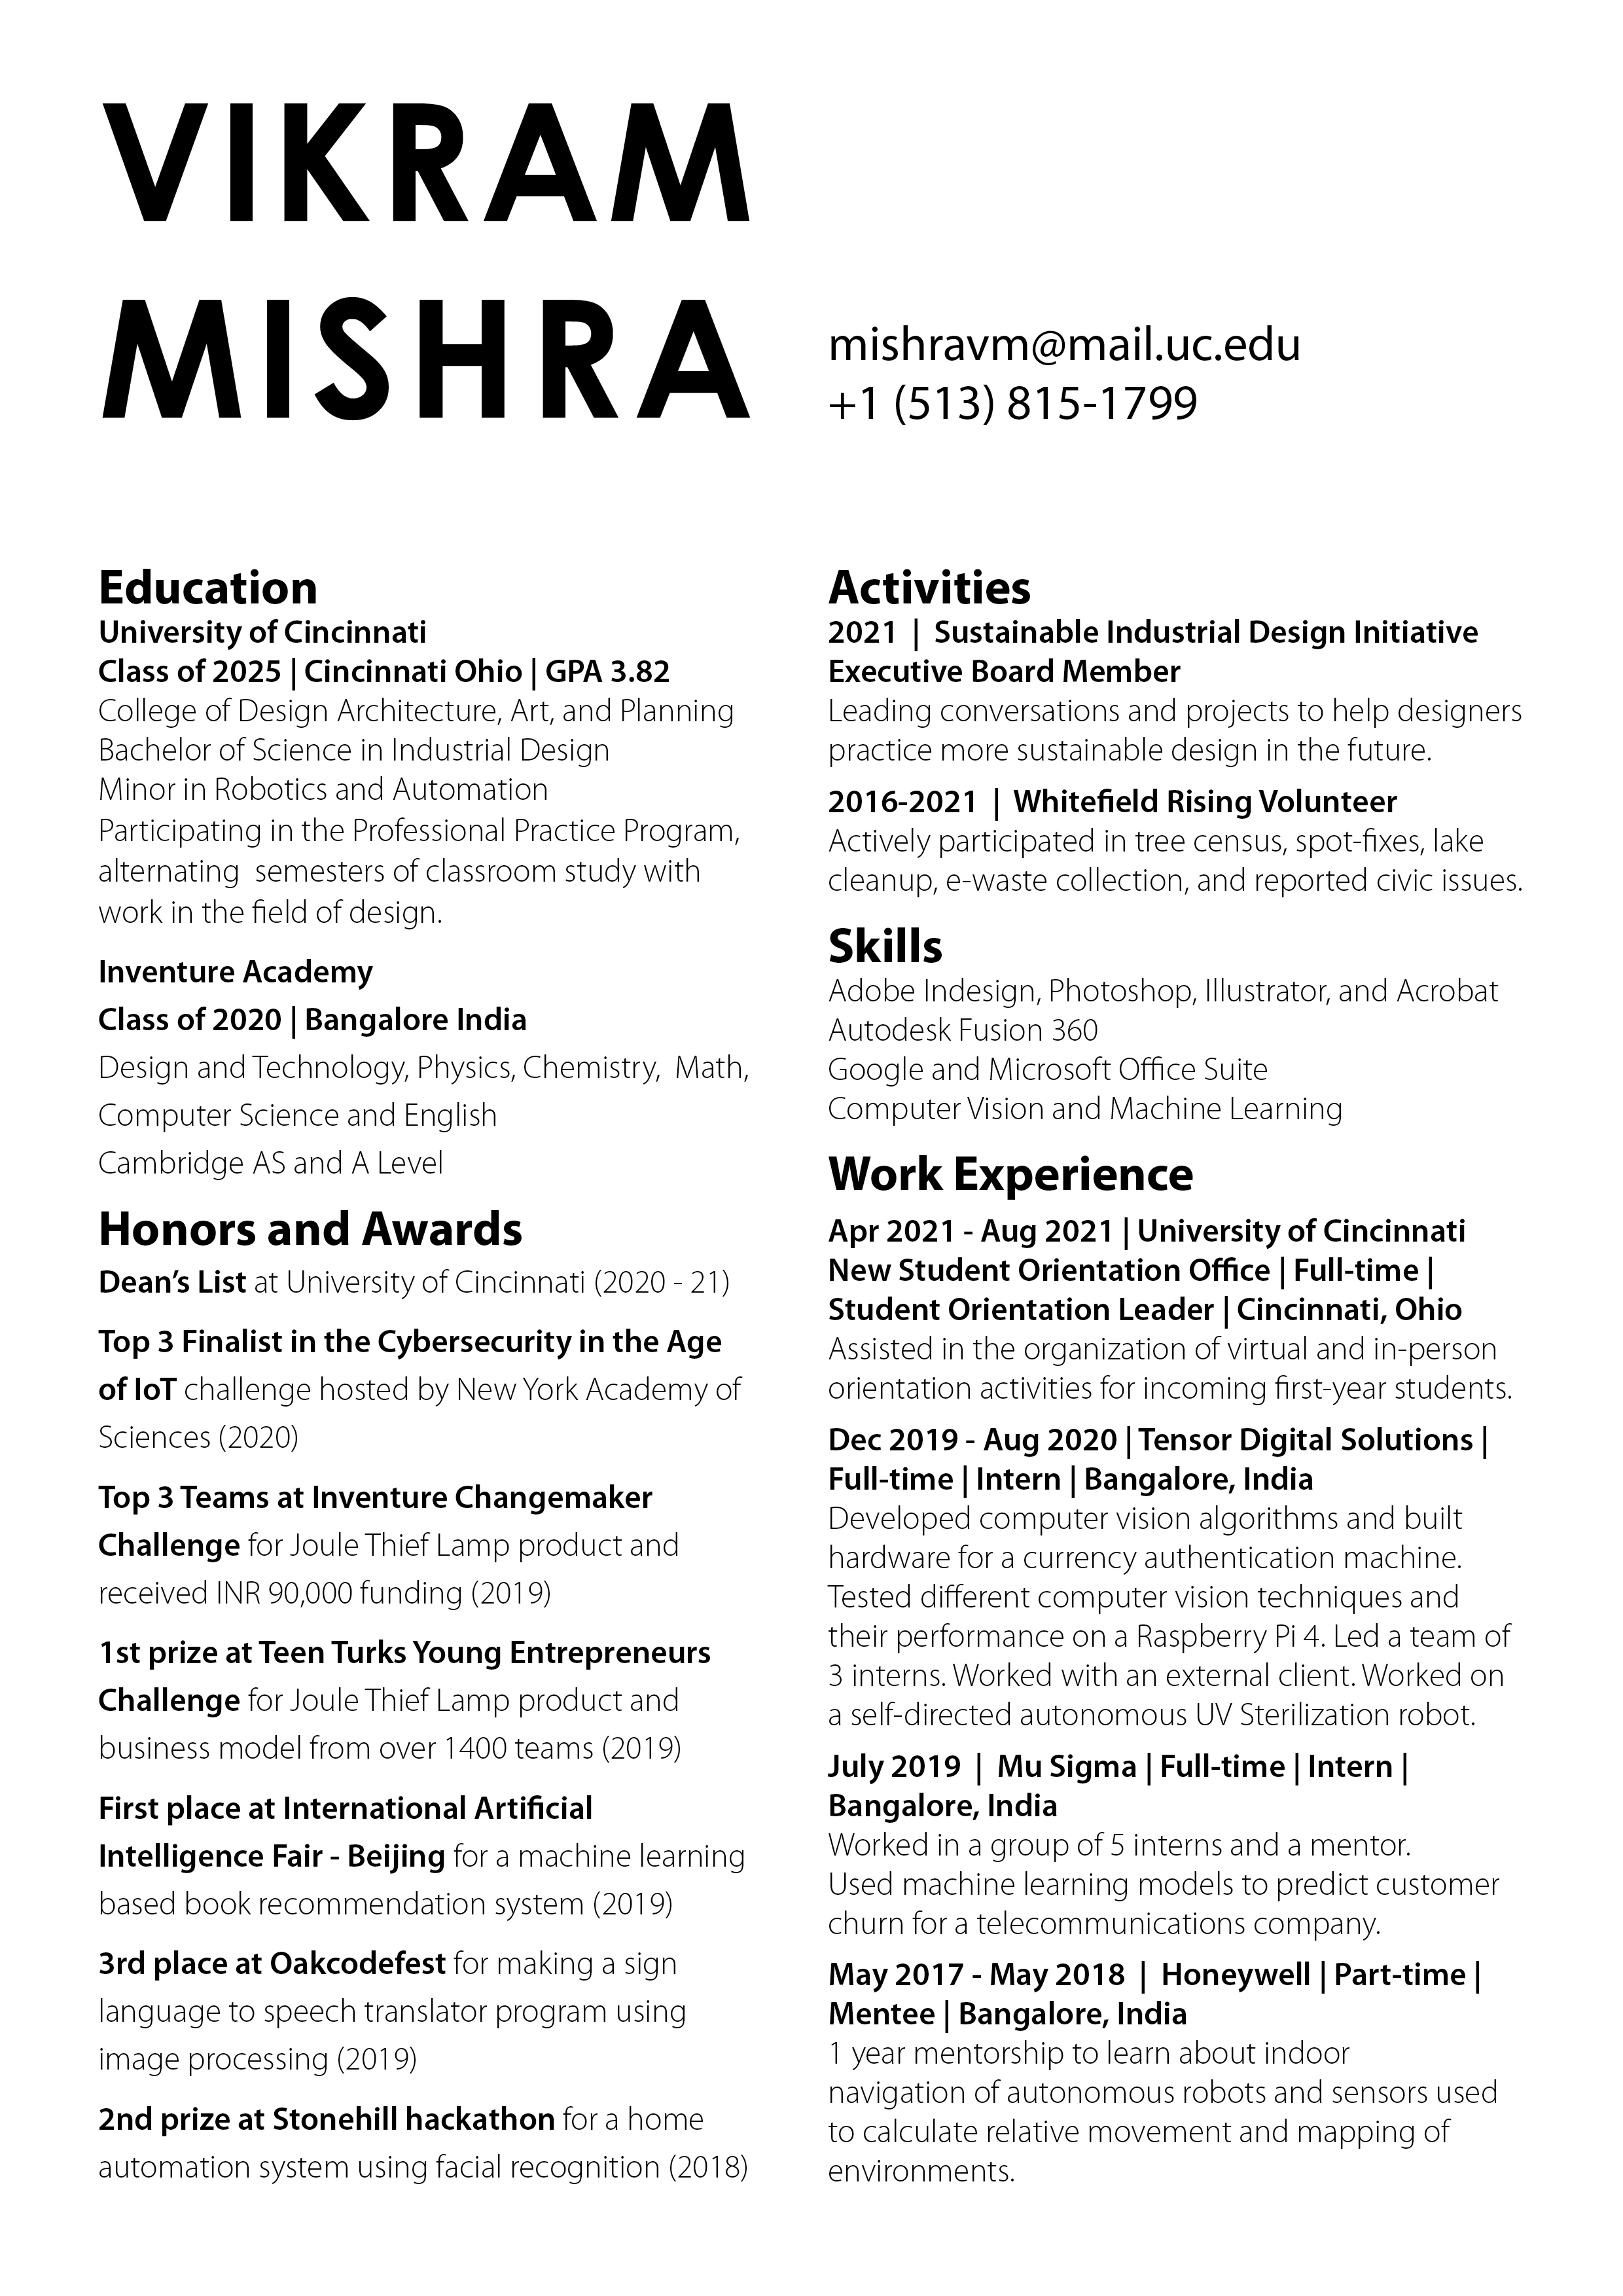 VIKRAM
MISHRA
mishravm@mail.uc.edu
+1 (513) 815-1799
Education
University of Cincinnati
Class of 2025 | Cincinnati Ohio | GPA 3.82
College of Design Architecture, Art, and Planning
Bachelor of Science in Industrial Design
Minor in Robotics and Automation
Participating in the Professional Practice Program,
alternating  semesters of classroom study with
work in the field of design.
Inventure Academy
Class of 2020 | Bangalore India
Design and Technology, Physics, Chemistry,  Math,
Computer Science and English
Cambridge AS and A Level
Honors and Awards
Dean’s List at University of Cincinnati (2020 - 21)
Top 3 Finalist in the Cybersecurity in the Age
of IoT challenge hosted by New York Academy of
Sciences (2020)
Top 3 Teams at Inventure Changemaker
Challenge for Joule Thief Lamp product and
received INR 90,000 funding (2019)
1st prize at Teen Turks Young Entrepreneurs
Challenge for Joule Thief Lamp product and
business model from over 1400 teams (2019)
First place at International Artificial
Intelligence Fair - Beijing for a machine learning
based book recommendation system (2019)
3rd place at Oakcodefest for making a sign
language to speech translator program using
image processing (2019)
2nd prize at Stonehill hackathon for a home
automation system using facial recognition (2018)
Activities
2021  |  Sustainable Industrial Design Initiative
Executive Board Member
Leading conversations and projects to help designers
practice more sustainable design in the future.
2016-2021  |  Whitefield Rising Volunteer
Actively participated in tree census, spot-fixes, lake
cleanup, e-waste collection, and reported civic issues.
Skills
Adobe Indesign, Photoshop, Illustrator, and Acrobat
Autodesk Fusion 360
Google and Microsoft Office Suite
Computer Vision and Machine Learning
Work Experience
Apr 2021 - Aug 2021 | University of Cincinnati
New Student Orientation Office | Full-time |
Student Orientation Leader | Cincinnati, Ohio
Assisted in the organization of virtual and in-person
orientation activities for incoming first-year students.
Dec 2019 - Aug 2020 | Tensor Digital Solutions |
Full-time | Intern | Bangalore, India
Developed computer vision algorithms and built
hardware for a currency authentication machine.
Tested different computer vision techniques and
their performance on a Raspberry Pi 4. Led a team of
3 interns. Worked with an external client. Worked on
a self-directed autonomous UV Sterilization robot.
July 2019  |  Mu Sigma | Full-time | Intern |
Bangalore, India
Worked in a group of 5 interns and a mentor.
Used machine learning models to predict customer
churn for a telecommunications company.
May 2017 - May 2018  |  Honeywell | Part-time |
Mentee | Bangalore, India
1 year mentorship to learn about indoor
navigation of autonomous robots and sensors used
to calculate relative movement and mapping of
environments.